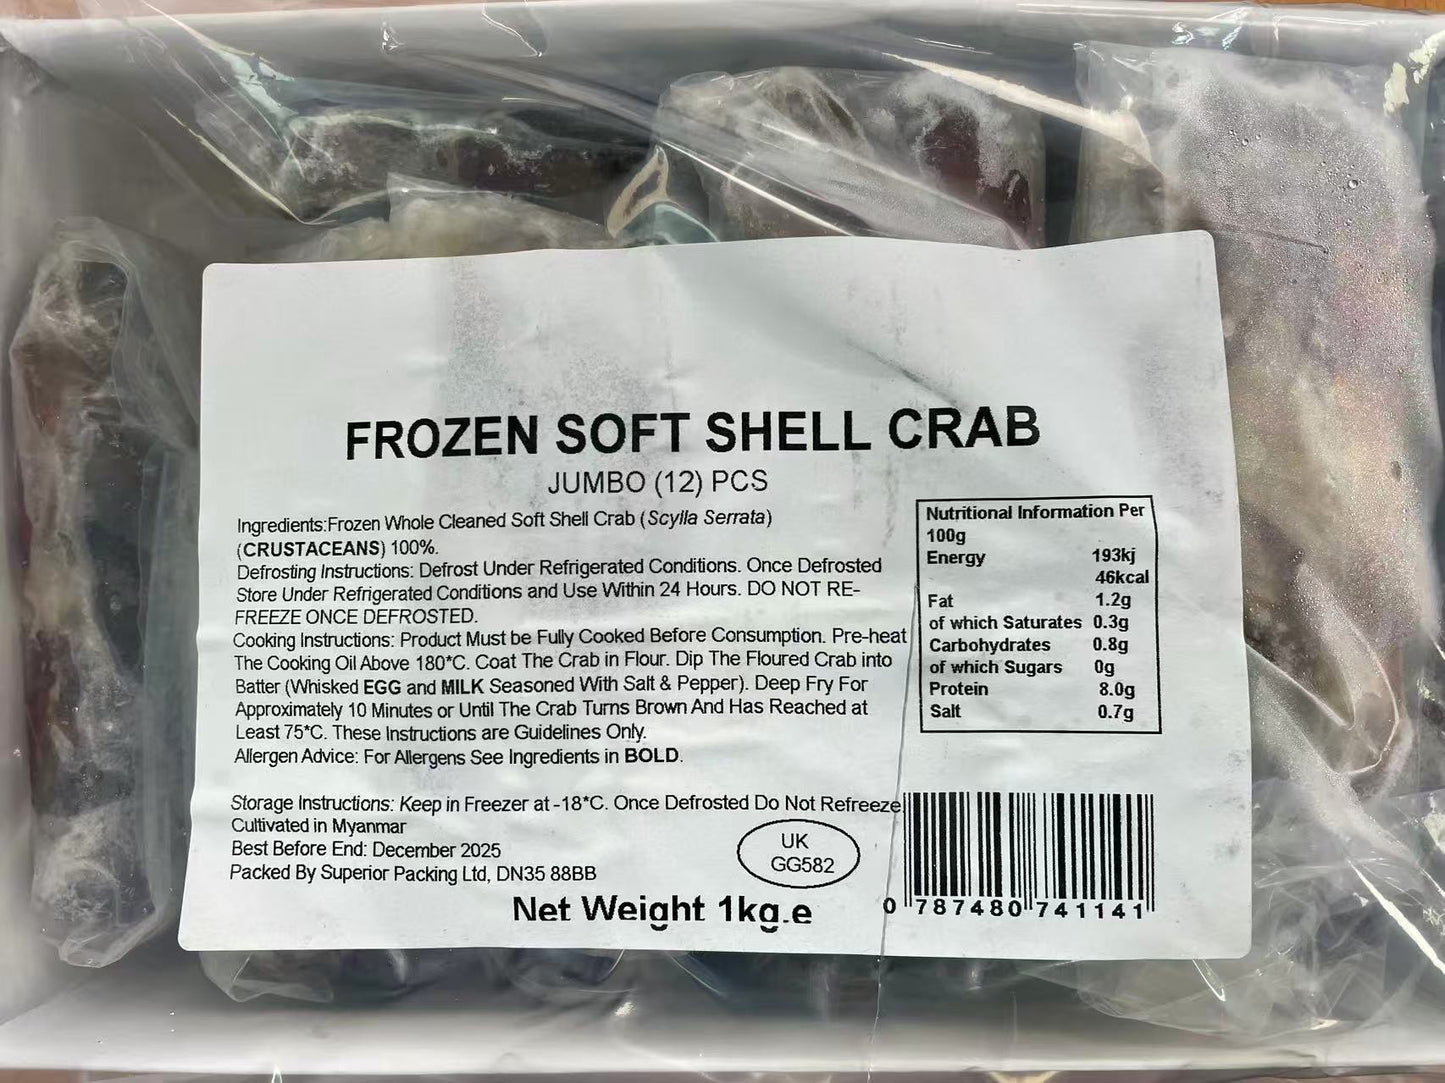 FROZEN SOFT SHELL CRAB
JUMBO (12) PCS
Ingredients:Frozen Whole Cleaned Soft Shell Crab (Scylla Serrata)
(CRUSTACEANS) 100%.
Defrosting Instructions: Defrost Under Refrigerated Conditions. Once Defrosted
Store Under Refrigerated Conditions and Use Within 24 Hours. DO NOT RE-
FREEZE ONCE DEFROSTED.
Cooking Instructions: Product Must be Fully Cooked Before Consumption. Pre-heat
The Cooking Oil Above 180*C. Coat The Crab in Flour. Dip The Floured Crab into
Batter (Whisked EGG and MILK Seasoned With Salt & Pepper). Deep Fry For
Approximately 10 Minutes or Until The Crab Turns Brown And Has Reached at
Least 75*C. These Instructions are Guidelines Only.
Allergen Advice: For Allergens See Ingredients in BOLD.
Nutritional Information Per
100g
Energy 193kj
46kcal
Fat 1.2g
of which Saturates 0.3g
Carbohydrates 0.8g
of which Sugars 0g
Protein 8.0g
Salt 0.7g
Storage Instructions: Keep in Freezer at -18*C. Once Defrosted Do Not Refreeze
Cultivated in Myanmar
Best Before End: December 2025
Packed By Superior Packing Ltd, DN35 88BB
UK
GG582
Net Weight 1kg.e
0 787480 741141